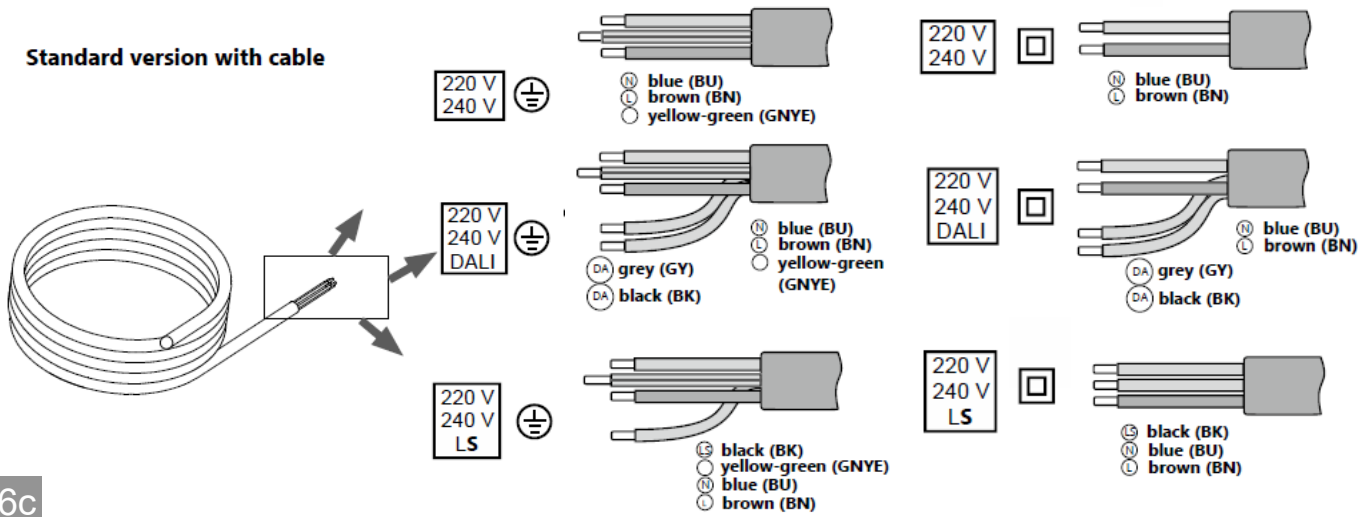 Standard version with cable
220 V
240 V
N blue (BU)
L brown (BN)
yellow-green (GNYE)
220 V
240 V
N blue (BU)
L brown (BN)
220 V
240 V
DALI
N blue (BU)
L brown (BN)
yellow-green
(GNYE)
DA grey (GY)
DA black (BK)
220 V
240 V
DALI
N blue (BU)
L brown (BN)
DA grey (GY)
DA black (BK)
220 V
240 V
LS
LS black (BK)
yellow-green (GNYE)
N blue (BU)
L brown (BN)
220 V
240 V
LS
LS black (BK)
N blue (BU)
L brown (BN)
6c